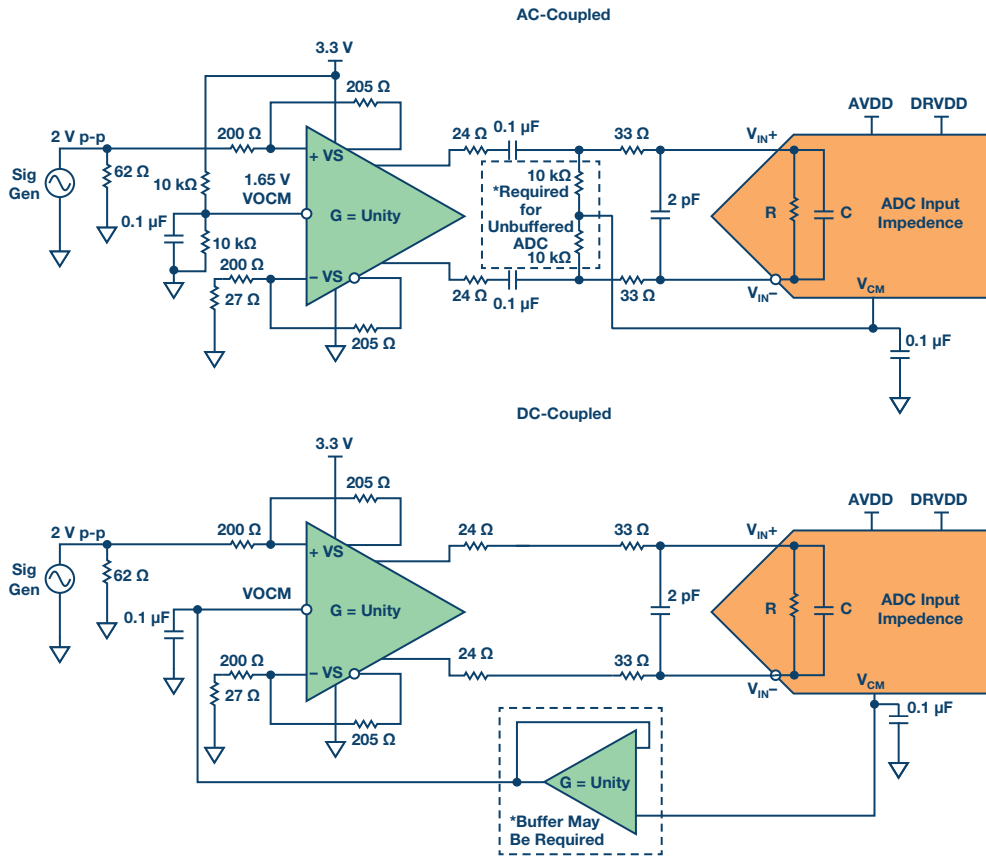 AC-Coupled
3.3 V
205 Ω
AVDD
DRVDD
2 V p-p
200 Ω
24 Ω
0.1 µF
33 Ω
VIN+
+ VS
Sig
Gen
62 Ω
10 kΩ
1.65 V
VOCM
10 kΩ
*Required
for
Unbuffered
ADC
10 kΩ
2 pF
R
C
ADC Input
Impedence
G = Unity
0.1 µF
10 kΩ
200 Ω
– VS
27 Ω
24 Ω
0.1 µF
33 Ω
VIN–
VCM
205 Ω
0.1 µF
DC-Coupled
3.3 V
205 Ω
AVDD
DRVDD
2 V p-p
200 Ω
24 Ω
33 Ω
VIN+
+ VS
Sig
Gen
62 Ω
VOCM
G = Unity
2 pF
R
C
ADC Input
Impedence
0.1 µF
200 Ω
– VS
27 Ω
24 Ω
33 Ω
VIN–
VCM
205 Ω
0.1 µF
G = Unity
*Buffer May
Be Required